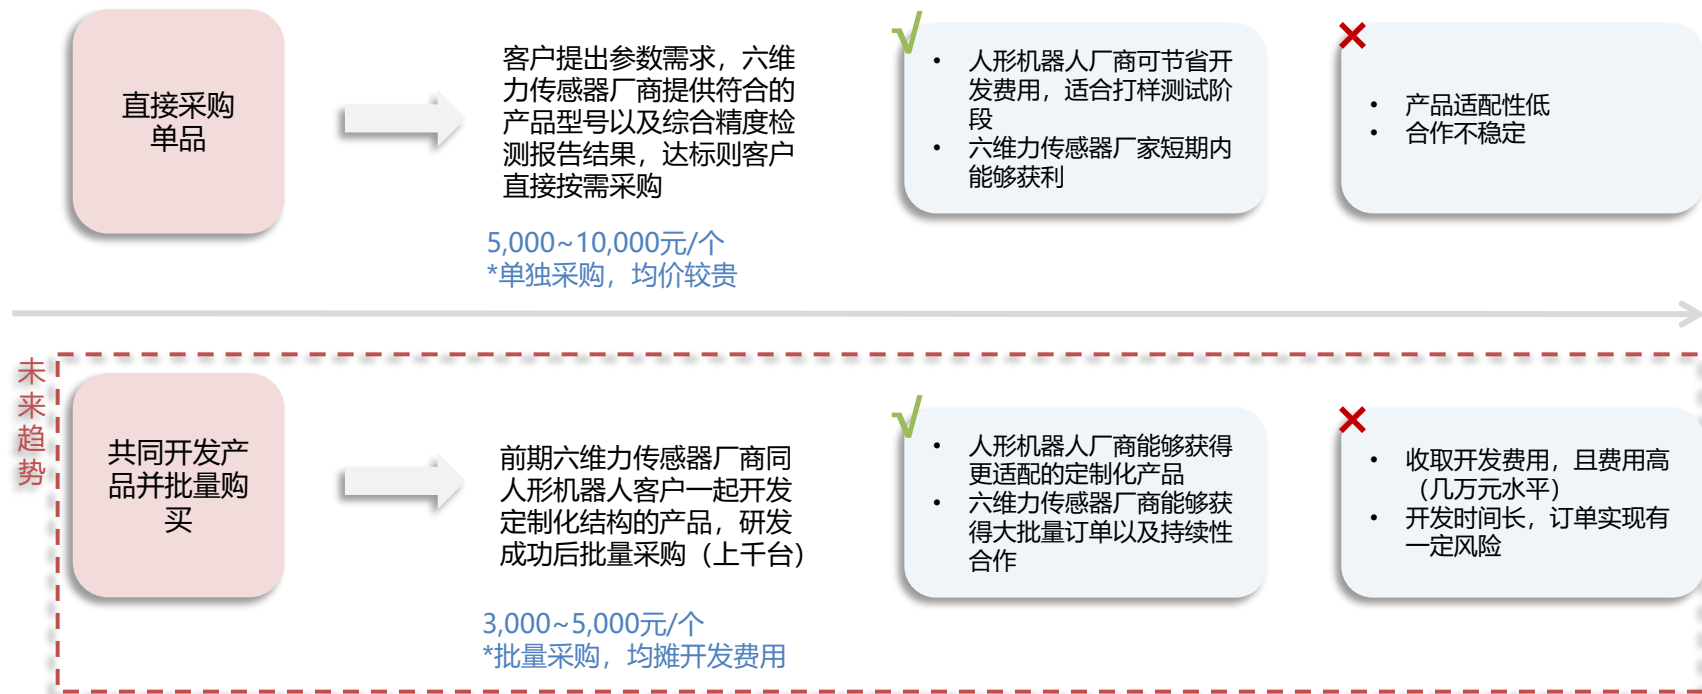 直接采购
单品
客户提出参数需求，六维
力传感器厂商提供符合的
产品型号以及综合精度检
测报告结果，达标则客户
直接按需采购
5,000~10,000元/个
*单独采购，均价较贵
√
• 人形机器人厂商可节省开
发费用，适合打样测试阶
段
• 六维力传感器厂家短期内
能够获利
×
• 产品适配性低
• 合作不稳定
未来趋势
共同开发产
品并批量购
买
前期六维力传感器厂商同
人形机器人客户一起开发
定制化结构的产品，研发
成功后批量采购（上千台）
3,000~5,000元/个
*批量采购，均摊开发费用
√
• 人形机器人厂商能够获得
更适配的定制化产品
• 六维力传感器厂商能够获
得大批量订单以及持续性
合作
×
• 收取开发费用，且费用高
（几万元水平）
• 开发时间长，订单实现有
一定风险